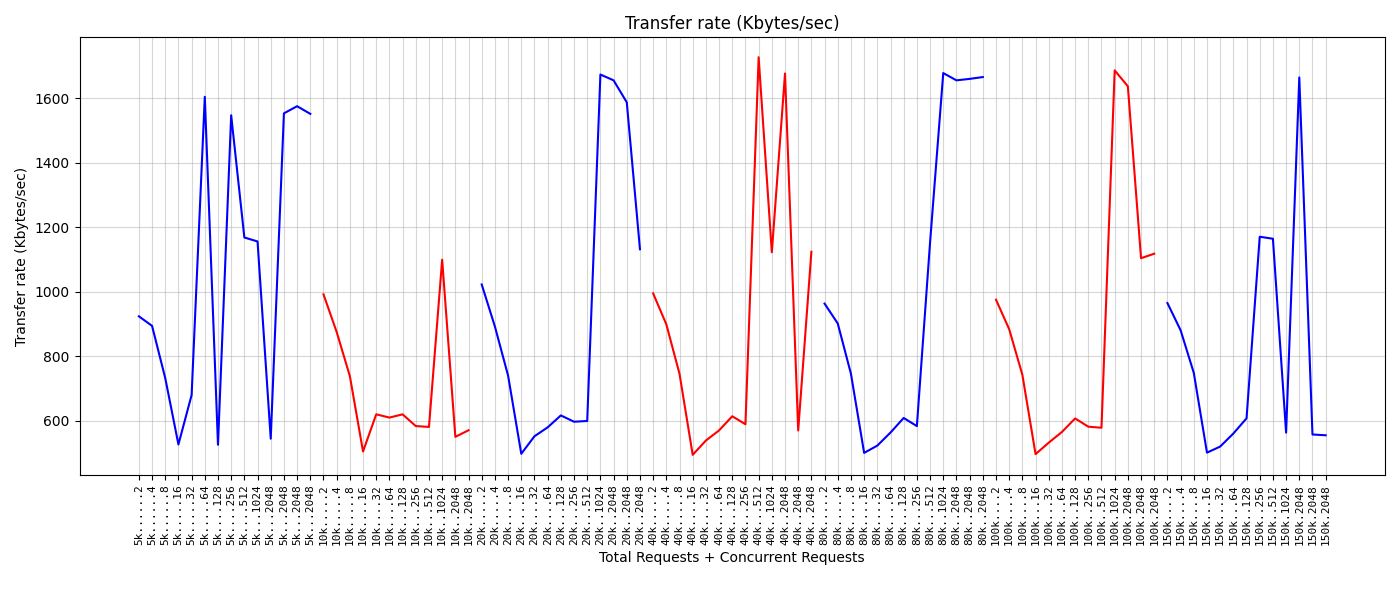 Transfer rate (Kbytes/sec)
Transfer rate (Kbytes/sec)
1600
1400
1200
1000
800
600
5k......2
5k......4
5k......8
5k.....16
5k.....32
5k.....64
5k....128
5k....256
5k....512
5k...1024
5k...2048
5k...2048
5k...2048
5k...2048
10k.....2
10k.....4
10k.....8
10k....16
10k....32
10k....64
10k...128
10k...256
10k...512
10k..1024
10k..2048
10k..2048
20k.....2
20k.....4
20k.....8
20k....16
20k....32
20k....64
20k...128
20k...256
20k...512
20k..1024
20k..2048
20k..2048
20k..2048
40k.....2
40k.....4
40k.....8
40k....16
40k....32
40k....64
40k...128
40k...256
40k...512
40k..1024
40k..2048
40k..2048
40k..2048
80k.....2
80k.....4
80k.....8
80k....16
80k....32
80k....64
80k...128
80k...256
80k...512
80k..1024
80k..2048
80k..2048
80k..2048
100k....2
100k....4
100k....8
100k...16
100k...32
100k...64
100k..128
100k..256
100k..512
100k.1024
100k.2048
100k.2048
100k.2048
150k....2
150k....4
150k....8
150k...16
150k...32
150k...64
150k..128
150k..256
150k..512
150k.1024
150k.2048
150k.2048
150k.2048
Total Requests + Concurrent Requests